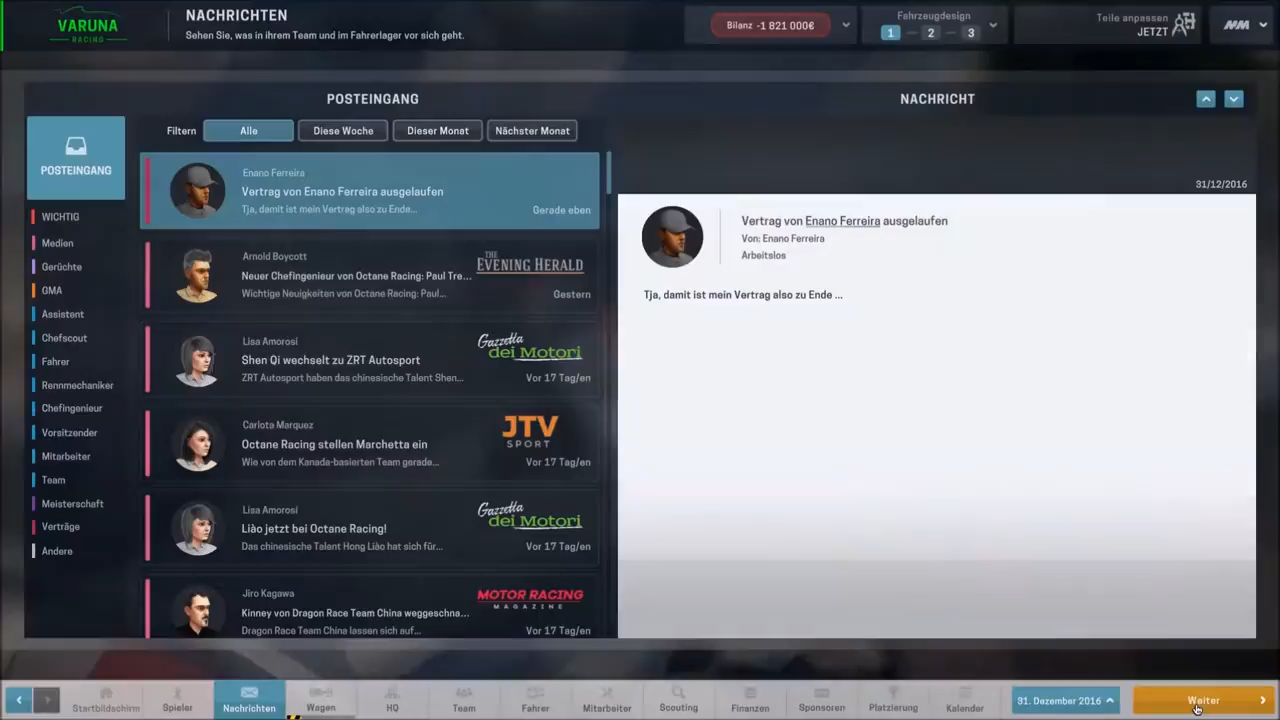 VARUNA
RACING
NACHRICHTEN
Sehen Sie, was in ihrem Team und im Fahrerlager vor sich geht.
Bilanz -1 821 000€
Fahrzeugdesign
1 – 2 – 3
Teile anpassen
JETZT
MM
POSTEINGANG
NACHRICHT
POSTEINGANG
Filtern Alle Diese Woche Dieser Monat Nächster Monat
WICHTIG
Medien
Gerüchte
GMA
Assistent
Chefscout
Fahrer
Rennmechaniker
Chefingenieur
Vorsitzender
Mitarbeiter
Team
Meisterschaft
Verträge
Andere
Enano Ferreira
Vertrag von Enano Ferreira ausgelaufen
Tja, damit ist mein Vertrag also zu Ende...
Gerade eben
Arnold Boycott
Neuer Chefingenieur von Octane Racing: Paul Tre...
Wichtige Neuigkeiten von Octane Racing: Paul...
THE
EVENING HERALD
Gestern
Lisa Amorosi
Shen Qi wechselt zu ZRT Autosport
ZRT Autosport haben das chinesische Talent Shen...
Gazzetta
dei Motori
Vor 17 Tag/en
Carlota Marquez
Octane Racing stellen Marchetta ein
Wie von dem Kanada-basierten Team gerade...
JTV
SPORT
Vor 17 Tag/en
Lisa Amorosi
Liào jetzt bei Octane Racing!
Das chinesische Talent Hong Liào hat sich für...
Gazzetta
dei Motori
Vor 17 Tag/en
Jiro Kagawa
Kinney von Dragon Race Team China weggeschna...
Dragon Race Team China lassen sich auf...
MOTOR RACING
MAGAZINE
Vor 17 Tag/en
31/12/2016
Vertrag von Enano Ferreira ausgelaufen
Von: Enano Ferreira
Arbeitslos
Tja, damit ist mein Vertrag also zu Ende ...
Startbildschirm
Spieler
Nachrichten
Wagen
HQ
Team
Fahrer
Mitarbeiter
Scouting
Finanzen
Sponsoren
Platzierung
Kalender
31. Dezember 2016
Weiter